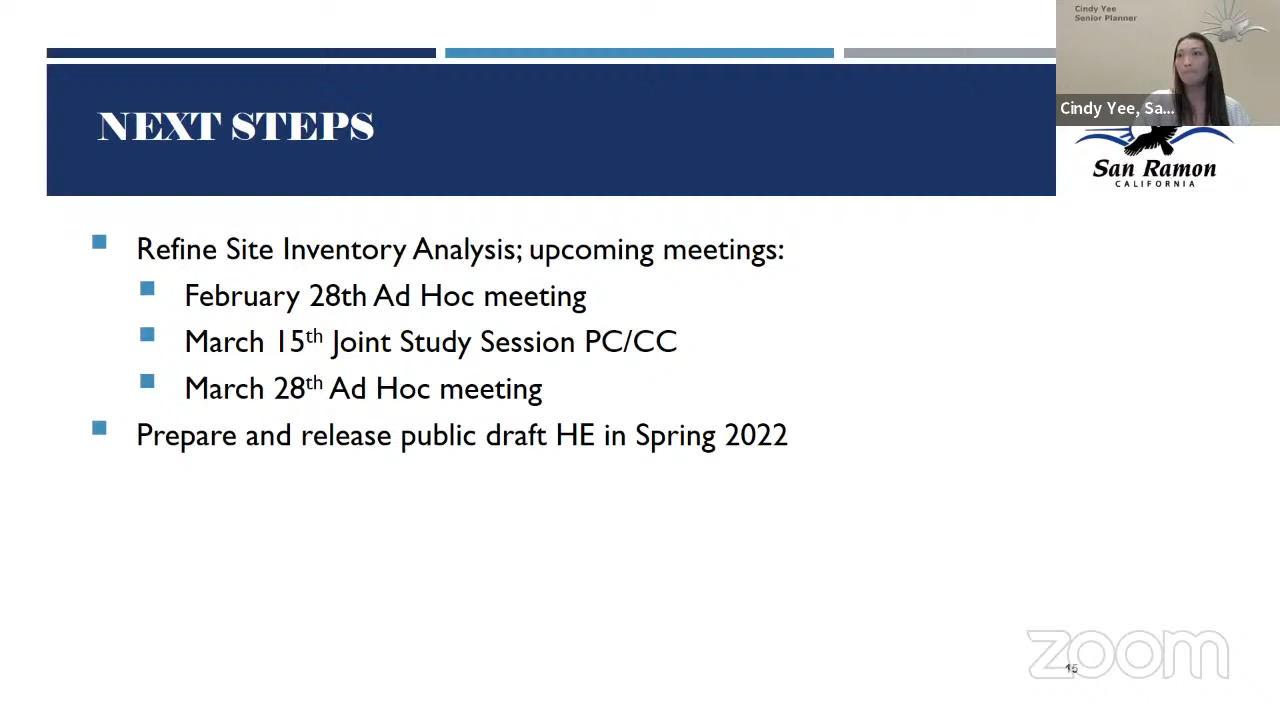 Cindy Yee
Senior Planner
Cindy Yee, Sa...
NEXT STEPS
San Ramon
CALIFORNIA
Refine Site Inventory Analysis; upcoming meetings:
February 28th Ad Hoc meeting
March 15th Joint Study Session PC/CC
March 28th Ad Hoc meeting
Prepare and release public draft HE in Spring 2022
zoom
15